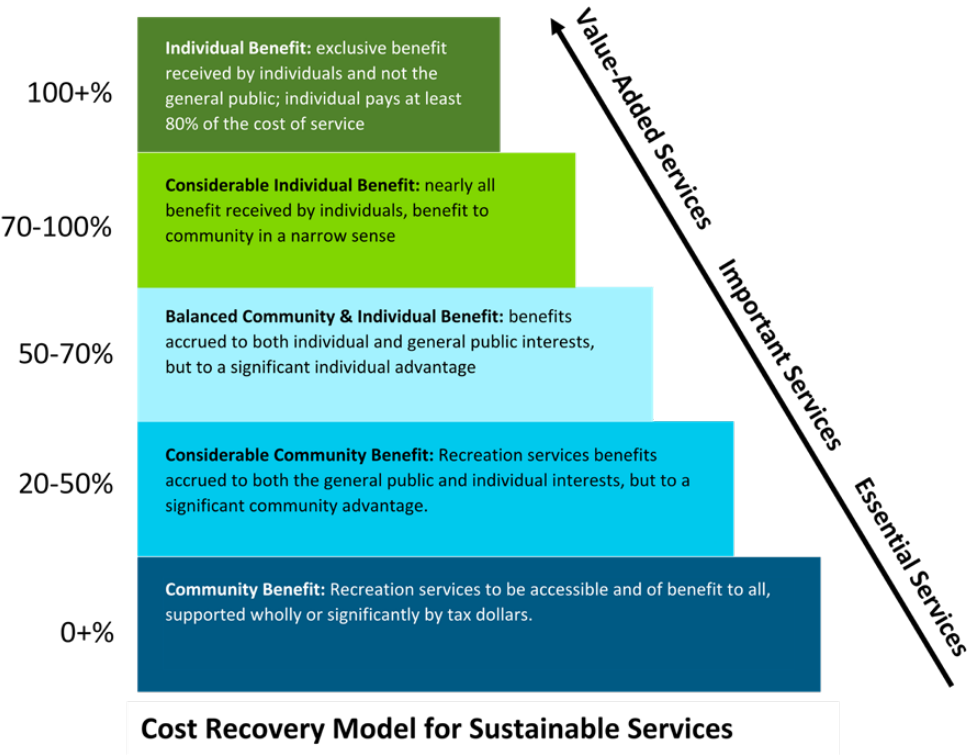 100+%
Individual Benefit: exclusive benefit
received by individuals and not the
general public; individual pays at least
80% of the cost of service
70-100%
Considerable Individual Benefit: nearly all
benefit received by individuals, benefit to
community in a narrow sense
50-70%
Balanced Community & Individual Benefit: benefits
accrued to both individual and general public interests,
but to a significant individual advantage
20-50%
Considerable Community Benefit: Recreation services benefits
accrued to both the general public and individual interests, but to a
significant community advantage.
0+%
Community Benefit: Recreation services to be accessible and of benefit to all,
supported wholly or significantly by tax dollars.
Value-Added Services
Important Services
Essential Services
Cost Recovery Model for Sustainable Services